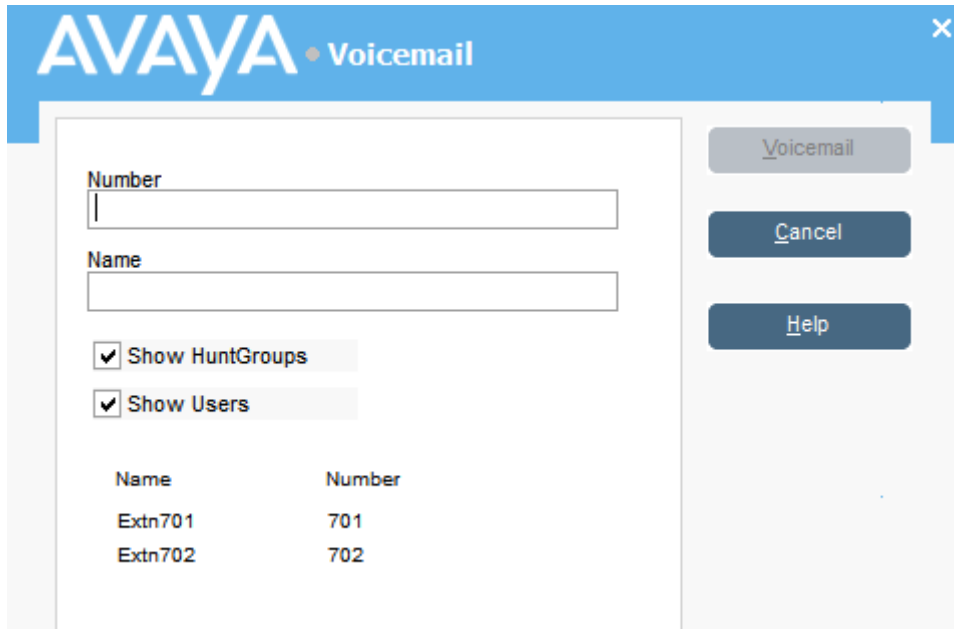 AVAYA • Voicemail
Number
Name
Show HuntGroups
Show Users
Name Number
Extn701 701
Extn702 702
Voicemail
Cancel
Help